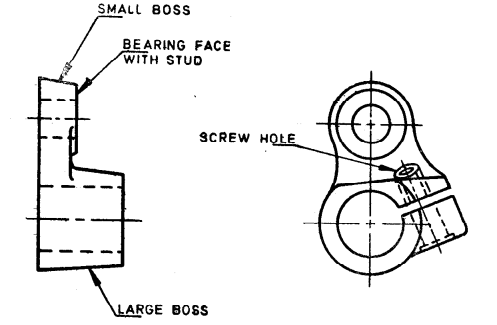 SMALL BOSS
BEARING FACE
WITH STUD
SCREW HOLE
LARGE BOSS